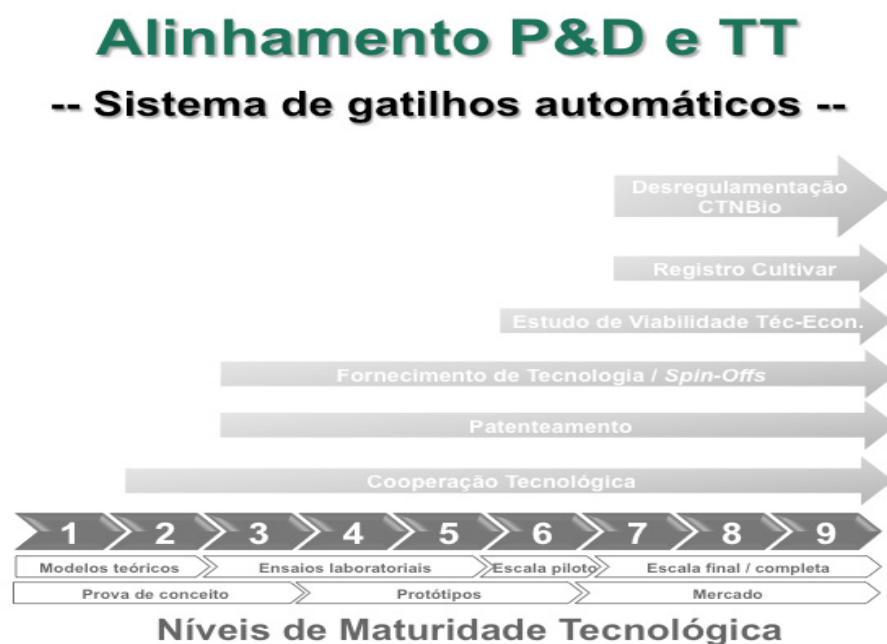 Alinhamento P&D e TT
-- Sistema de gatilhos automáticos --
Desregulamentação
CTNBio
Registro Cultivar
Estudo de Viabilidade Téc-Econ.
Fornecimento de Tecnologia / Spin-Offs
Patenteamento
Cooperação Tecnológica
1 2 3 4 5 6 7 8 9
Modelos teóricos Ensaios laboratoriais Escala piloto Escala final / completa
Prova de conceito Protótipos Mercado
Níveis de Maturidade Tecnológica